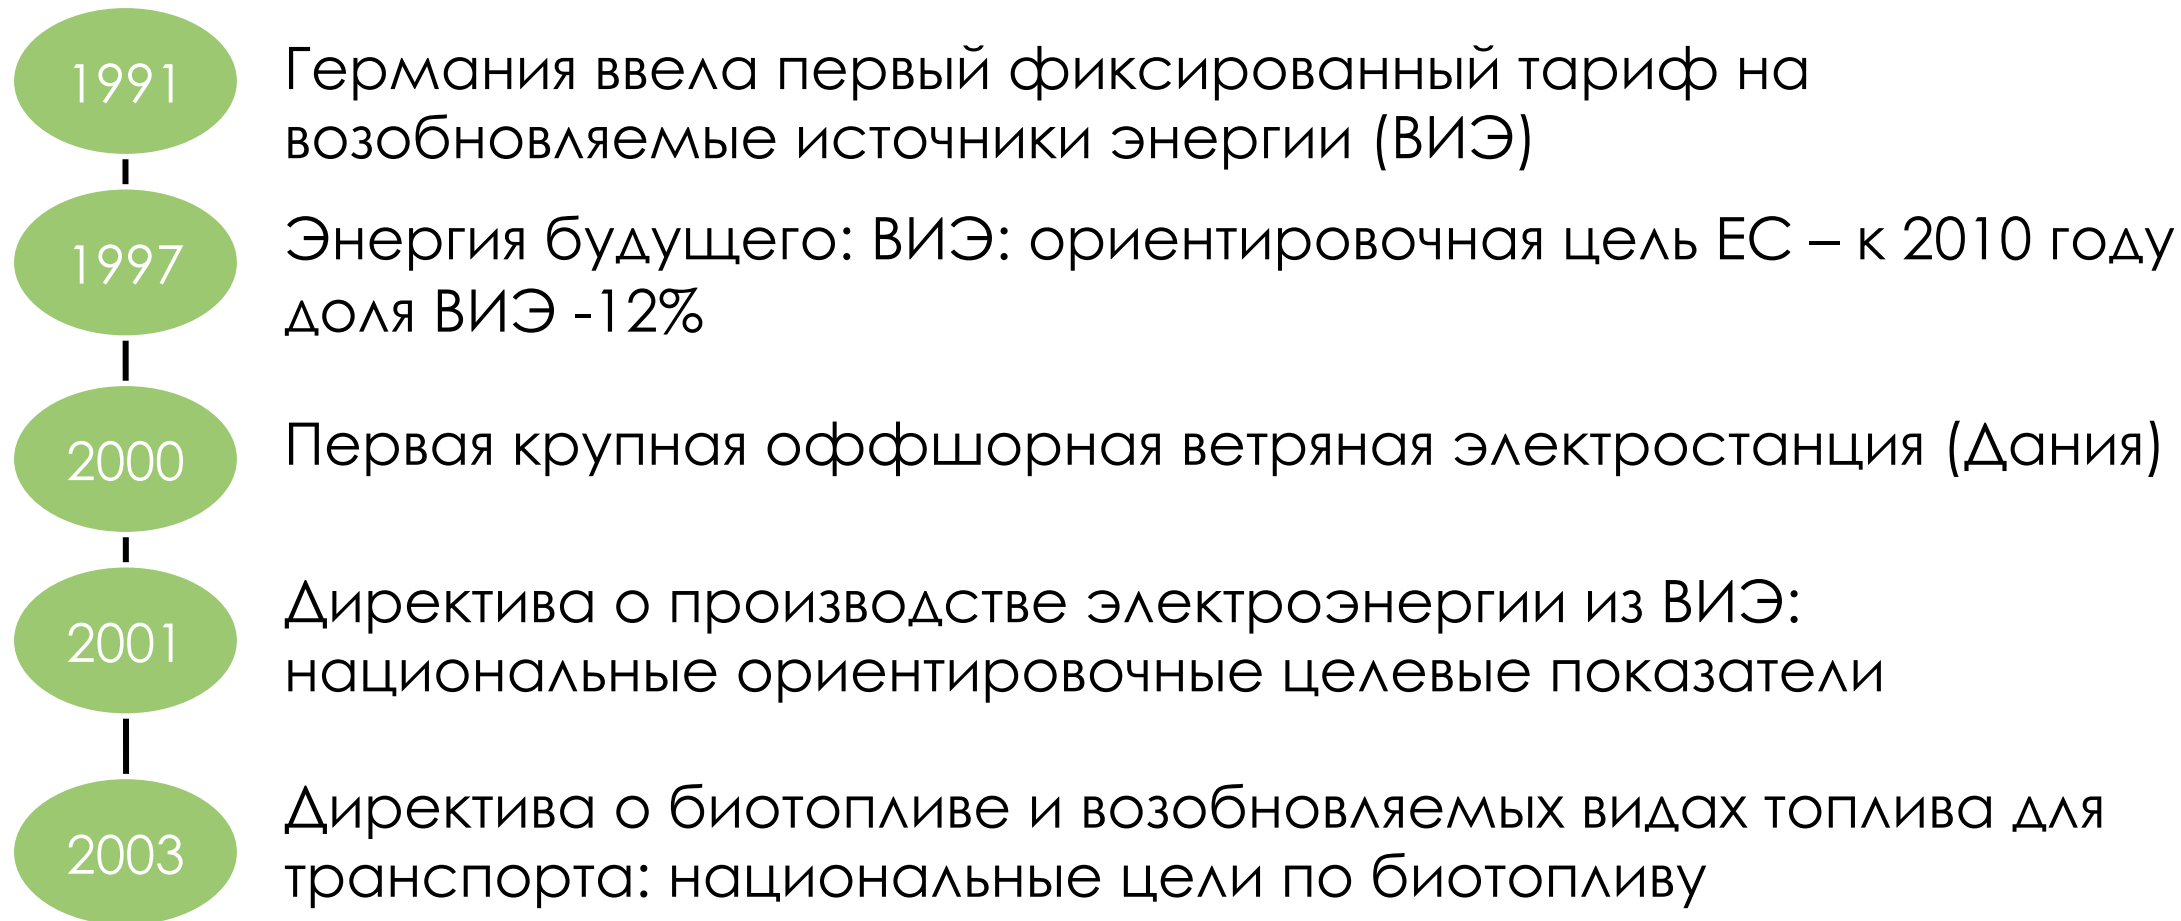 1991
Германия ввела первый фиксированный тариф на
возобновляемые источники энергии (ВИЭ)
1997
Энергия будущего: ВИЭ: ориентировочная цель ЕС – к 2010 году
доля ВИЭ -12%
2000
Первая крупная оффшорная ветряная электростанция (Дания)
2001
Директива о производстве электроэнергии из ВИЭ:
национальные ориентировочные целевые показатели
2003
Директива о биотопливе и возобновляемых видах топлива для
транспорта: национальные цели по биотопливу